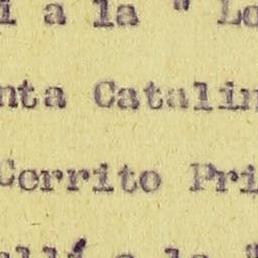 i a la " Lo
nta Catalin
Cerrito Pri